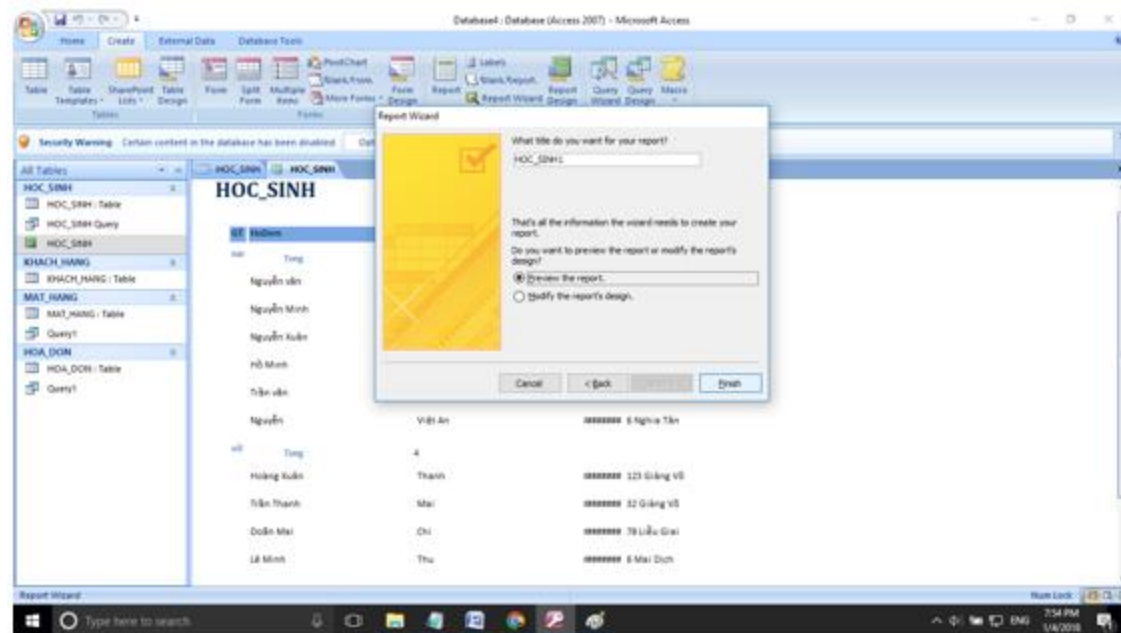 Database4 : Database (Access 2007) - Microsoft Access
Home Create External Data Database Tools
PivotChart Labels
Blank Form Blank Report
More Forms Report Wizard
Table Table Templates SharePoint Lists Table Design Form Split Form Multiple Items Form Design Report Report Design Query Wizard Query Design Macro
Tables Forms
Security Warning Certain content in the database has been disabled
Report Wizard
What title do you want for your report?
HOC_SINH1
That's all the information the wizard needs to create your
report.
Do you want to preview the report or modify the report's
design?
Preview the report.
Modify the report's design.
Cancel < Back Finish
All Tables
HOC_SINH
HOC_SINH : Table
HOC_SINH Query
HOC_SINH
KHACH_HANG
KHACH_HANG : Table
MAT_HANG
MAT_HANG : Table
Query1
HOA_DON
HOA_DON : Table
Query1
HOC_SINH HOC_SINH
HOC_SINH
GT HoDem
Tong
Nguyễn văn
Nguyễn Minh
Nguyễn Xuân
Hồ Minh
Trần văn
Nguyễn Việt An ######## 6 Nghĩa Tân
Tong 4
Hoàng Xuân Thanh ######## 123 Giảng Võ
Trần Thanh Mai ######## 32 Giảng Võ
Doãn Mai Chi ######## 78 Liễu Giai
Lê Minh Thu ######## 6 Mai Dịch
Report Wizard Num Lock
Type here to search ENG 7:54 PM
1/4/2018